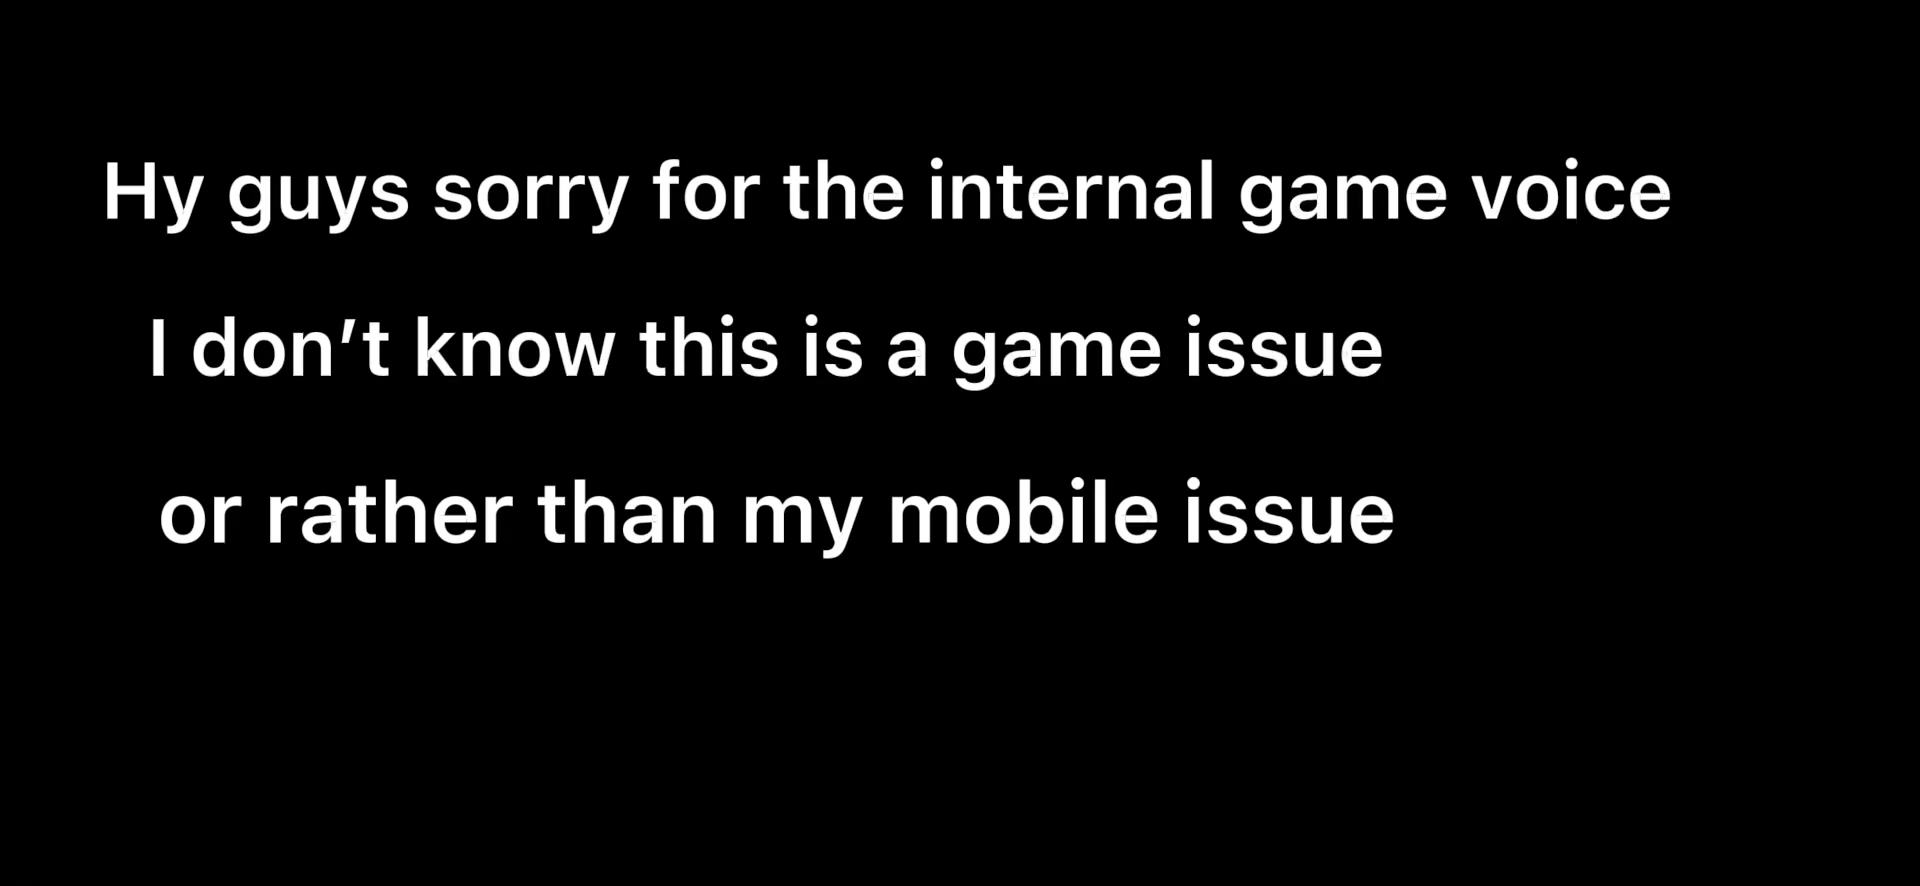 Hy guys sorry for the internal game voice
I don’t know this is a game issue
or rather than my mobile issue